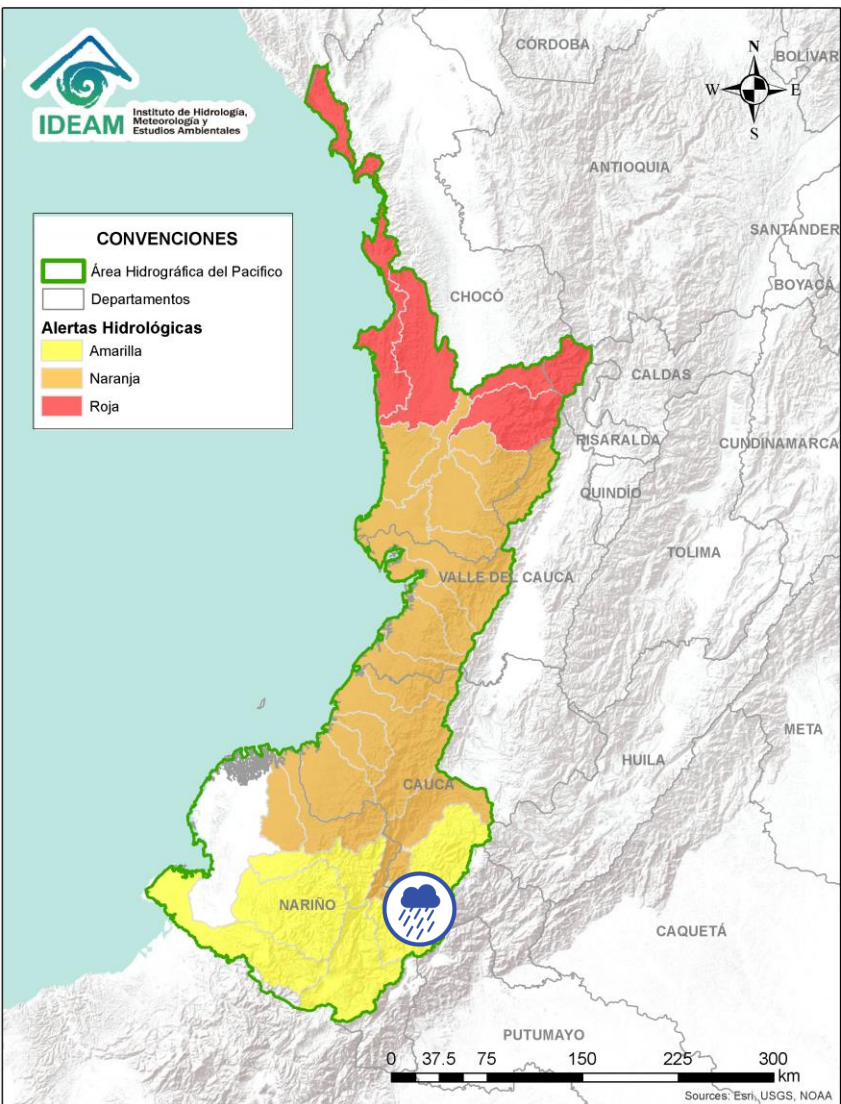 IDEAM
Instituto de Hidrología,
Meteorología y
Estudios Ambientales
N
W
E
S
CONVENCIONES
Área Hidrográfica del Pacifico
Departamentos
Alertas Hidrológicas
Amarilla
Naranja
Roja
CÓRDOBA
BOLÍVAR
ANTIOQUIA
SANTANDER
BOYACÁ
CHOCÓ
CALDAS
RISARALDA
CUNDINAMARCA
QUINDÍO
TOLIMA
VALLE DEL CAUCA
META
HUILA
CAUCA
NARIÑO
CAQUETÁ
PUTUMAYO
0 37.5 75 150 225 300
km
Sources: Esri, USGS, NOAA